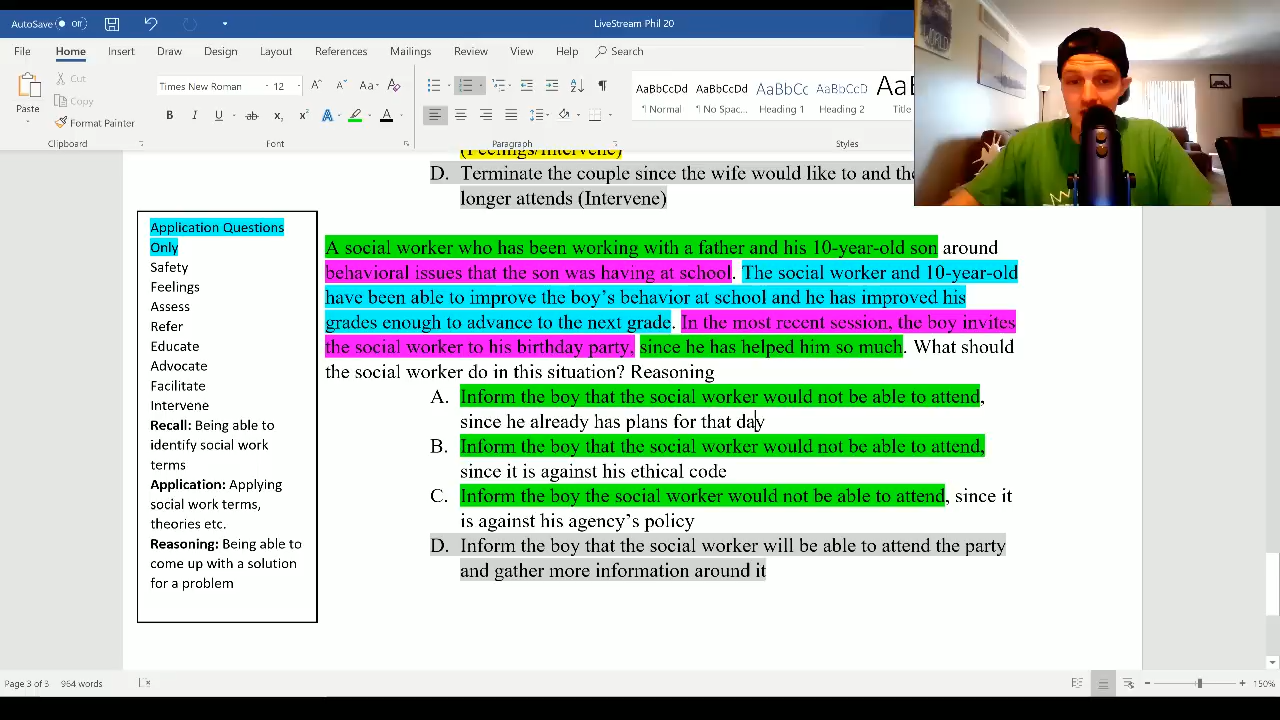 AutoSave Off
LiveStream Phil 20
File Home Insert Draw Design Layout References Mailings Review View Help Search
Paste
Cut
Copy
Format Painter
Times New Roman 12
Clipboard Font Paragraph Styles
AaBbCcDd AaBbCcDd AaBbCc AaBbCcD
¶ Normal ¶ No Spac... Heading 1 Heading 2 Title
(Feelings/Intervene)
D. Terminate the couple since the wife would like to and the
longer attends (Intervene)
Application Questions
Only
Safety
Feelings
Assess
Refer
Educate
Advocate
Facilitate
Intervene
Recall: Being able to
identify social work
terms
Application: Applying
social work terms,
theories etc.
Reasoning: Being able to
come up with a solution
for a problem
A social worker who has been working with a father and his 10-year-old son around
behavioral issues that the son was having at school. The social worker and 10-year-old
have been able to improve the boy’s behavior at school and he has improved his
grades enough to advance to the next grade. In the most recent session, the boy invites
the social worker to his birthday party, since he has helped him so much. What should
the social worker do in this situation? Reasoning
A. Inform the boy that the social worker would not be able to attend,
since he already has plans for that day
B. Inform the boy that the social worker would not be able to attend,
since it is against his ethical code
C. Inform the boy the social worker would not be able to attend, since it
is against his agency’s policy
D. Inform the boy that the social worker will be able to attend the party
and gather more information around it
Page 3 of 3 964 words
150%